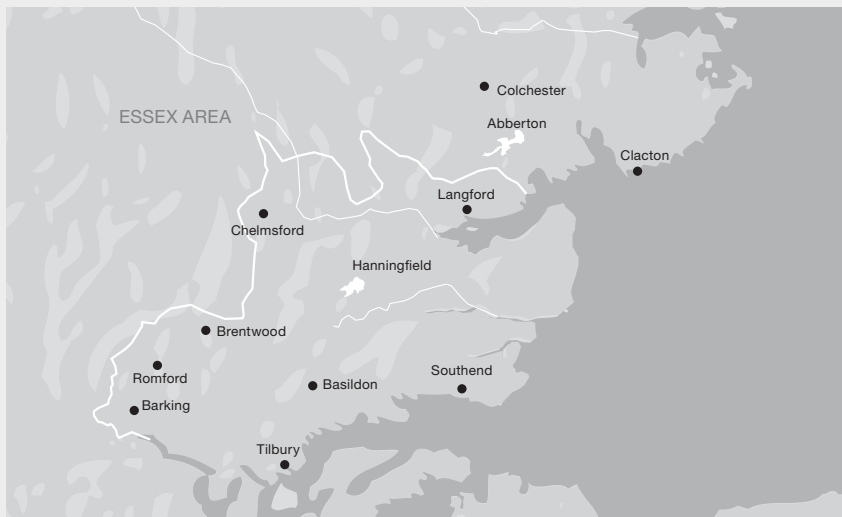 Colchester
ESSEX AREA
Abberton
Clacton
Langford
Chelmsford
Hanningfield
Brentwood
Southend
Romford
Basildon
Barking
Tilbury